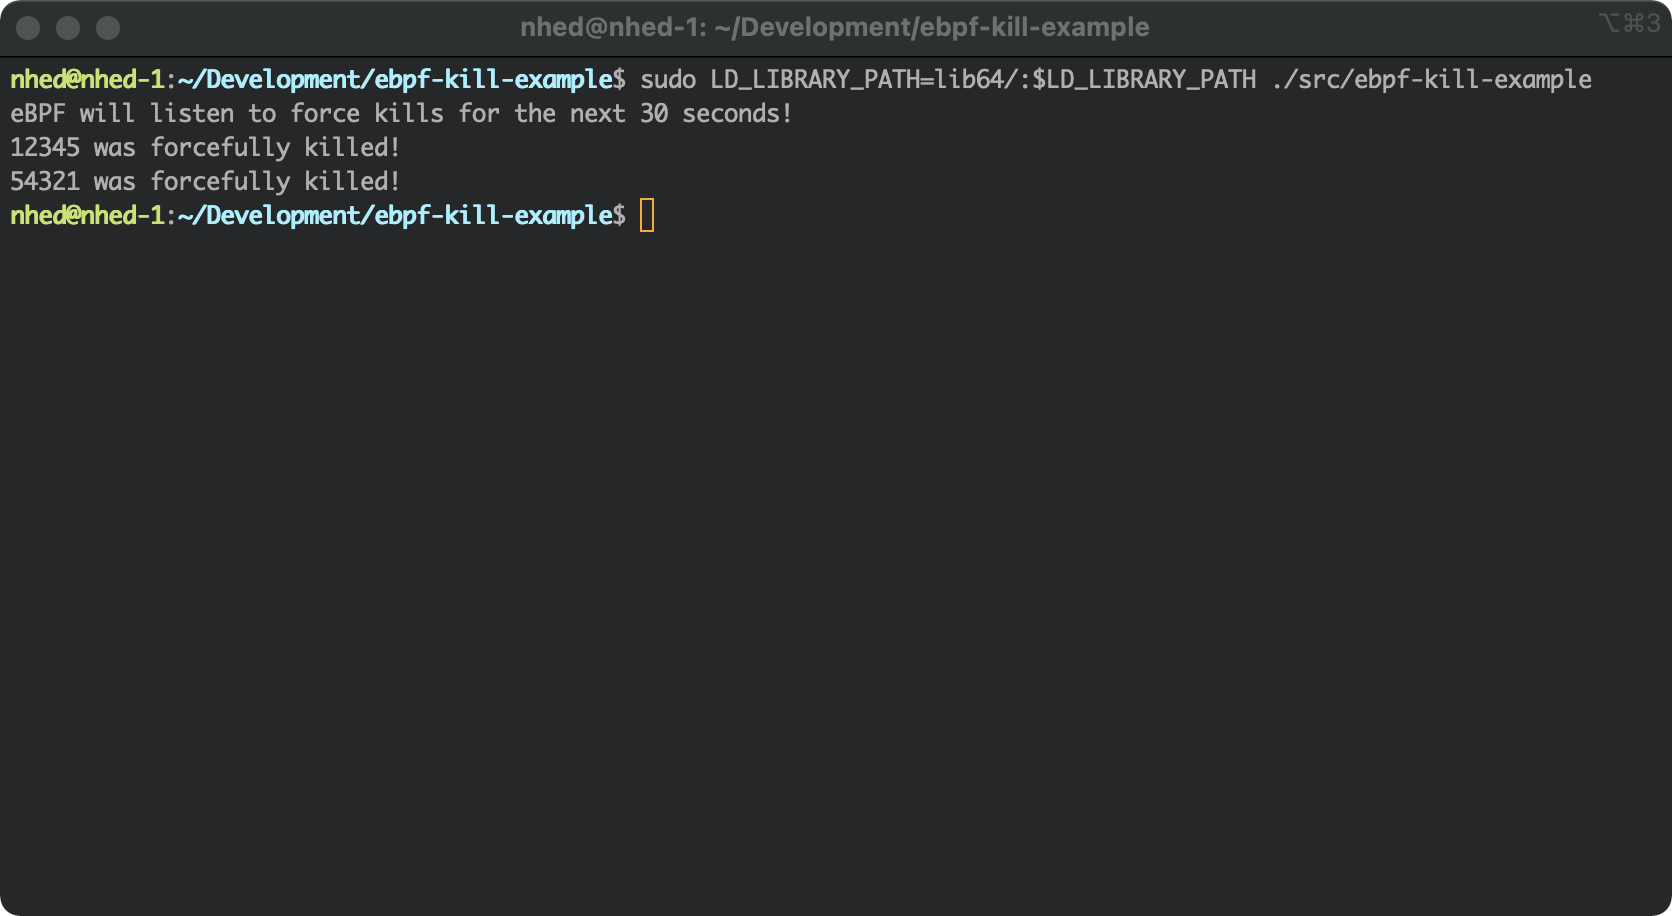 nhed@nhed-1: ~/Development/ebpf-kill-example
⌥⌘3
nhed@nhed-1:~/Development/ebpf-kill-example$ sudo LD_LIBRARY_PATH=lib64/:$LD_LIBRARY_PATH ./src/ebpf-kill-example
eBPF will listen to force kills for the next 30 seconds!
12345 was forcefully killed!
54321 was forcefully killed!
nhed@nhed-1:~/Development/ebpf-kill-example$